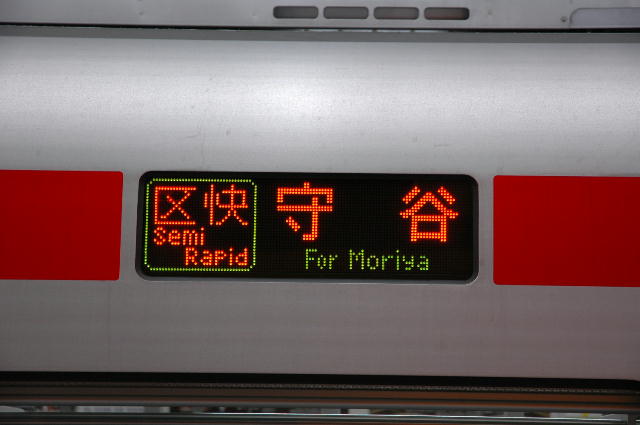 区快
Semi
Rapid
守谷
For Moriya